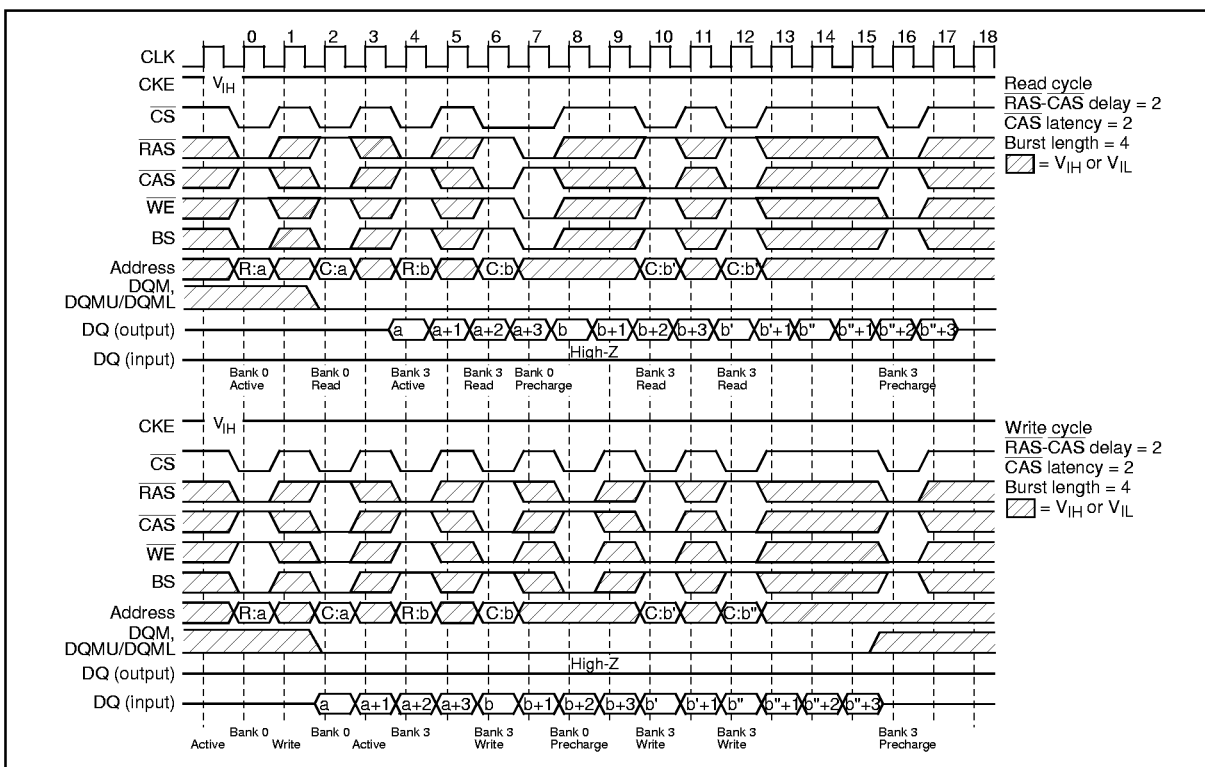 0 1 2 3 4 5 6 7 8 9 10 11 12 13 14 15 16 17 18
CLK
CKE VIH
CS
RAS
CAS
WE
BS
Address R:a C:a R:b C:b C:b' C:b"
DQM,
DQMU/DQML
DQ (output) a a+1 a+2 a+3 b b+1 b+2 b+3 b' b'+1 b" b"+1 b"+2 b"+3
High-Z
DQ (input)
Bank 0 Bank 0 Bank 3 Bank 3 Bank 0 Bank 3 Bank 3 Bank 3
Active Read Active Read Precharge Read Read Precharge
Read cycle
RAS-CAS delay = 2
CAS latency = 2
Burst length = 4
= VIH or VIL
CKE VIH
CS
RAS
CAS
WE
BS
Address R:a C:a R:b C:b C:b' C:b"
DQM,
DQMU/DQML
High-Z
DQ (output)
DQ (input) a a+1 a+2 a+3 b b+1 b+2 b+3 b' b'+1 b" b"+1 b"+2 b"+3
Bank 0 Bank 0 Bank 3 Bank 3 Bank 0 Bank 3 Bank 3 Bank 3
Active Write Active Write Precharge Write Write Precharge
Write cycle
RAS-CAS delay = 2
CAS latency = 2
Burst length = 4
= VIH or VIL